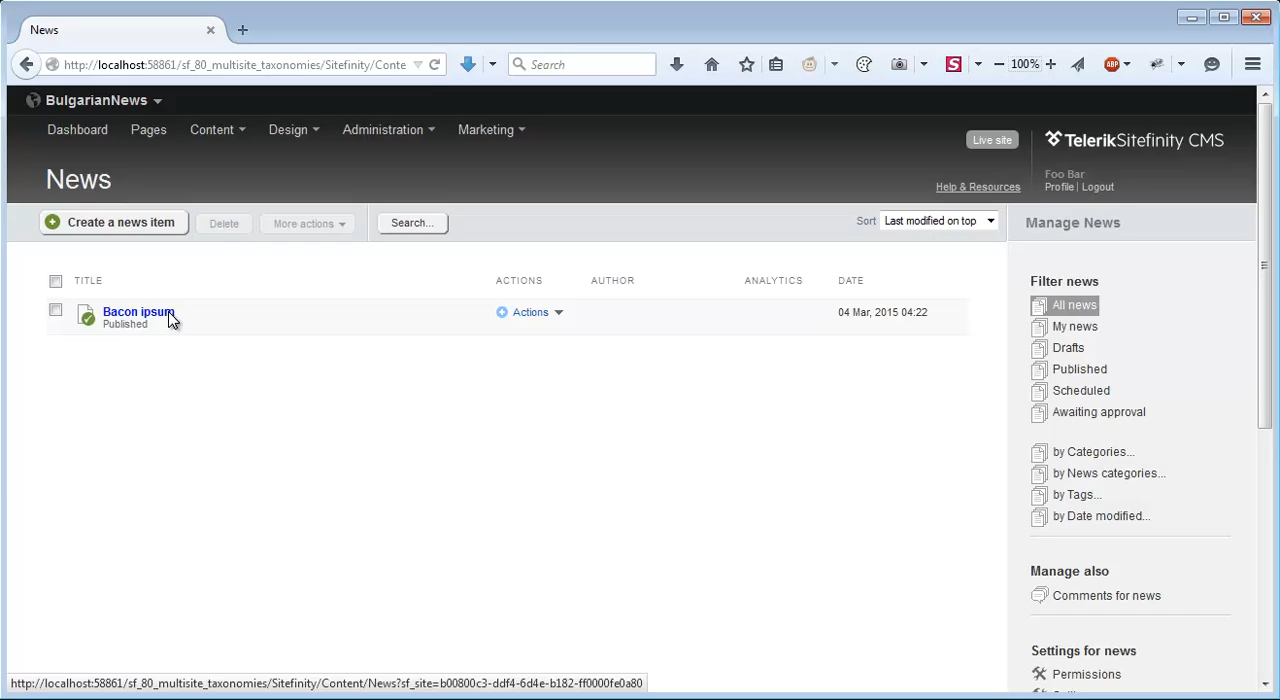 News
http://localhost:58861/sf_80_multisite_taxonomies/Sitefinity/Conte
Search
100%
ABP
BulgarianNews
Dashboard Pages Content Design Administration Marketing
Live site
Telerik Sitefinity CMS
News
Help & Resources
Foo Bar
Profile | Logout
Create a news item Delete More actions Search... Sort Last modified on top Manage News
TITLE ACTIONS AUTHOR ANALYTICS DATE
Bacon ipsum Actions 04 Mar, 2015 04:22
Published
Filter news
All news
My news
Drafts
Published
Scheduled
Awaiting approval
by Categories...
by News categories...
by Tags...
by Date modified...
Manage also
Comments for news
Settings for news
Permissions
http://localhost:58861/sf_80_multisite_taxonomies/Sitefinity/Content/News?sf_site=b00800c3-ddf4-6d4e-b182-ff0000fe0a80